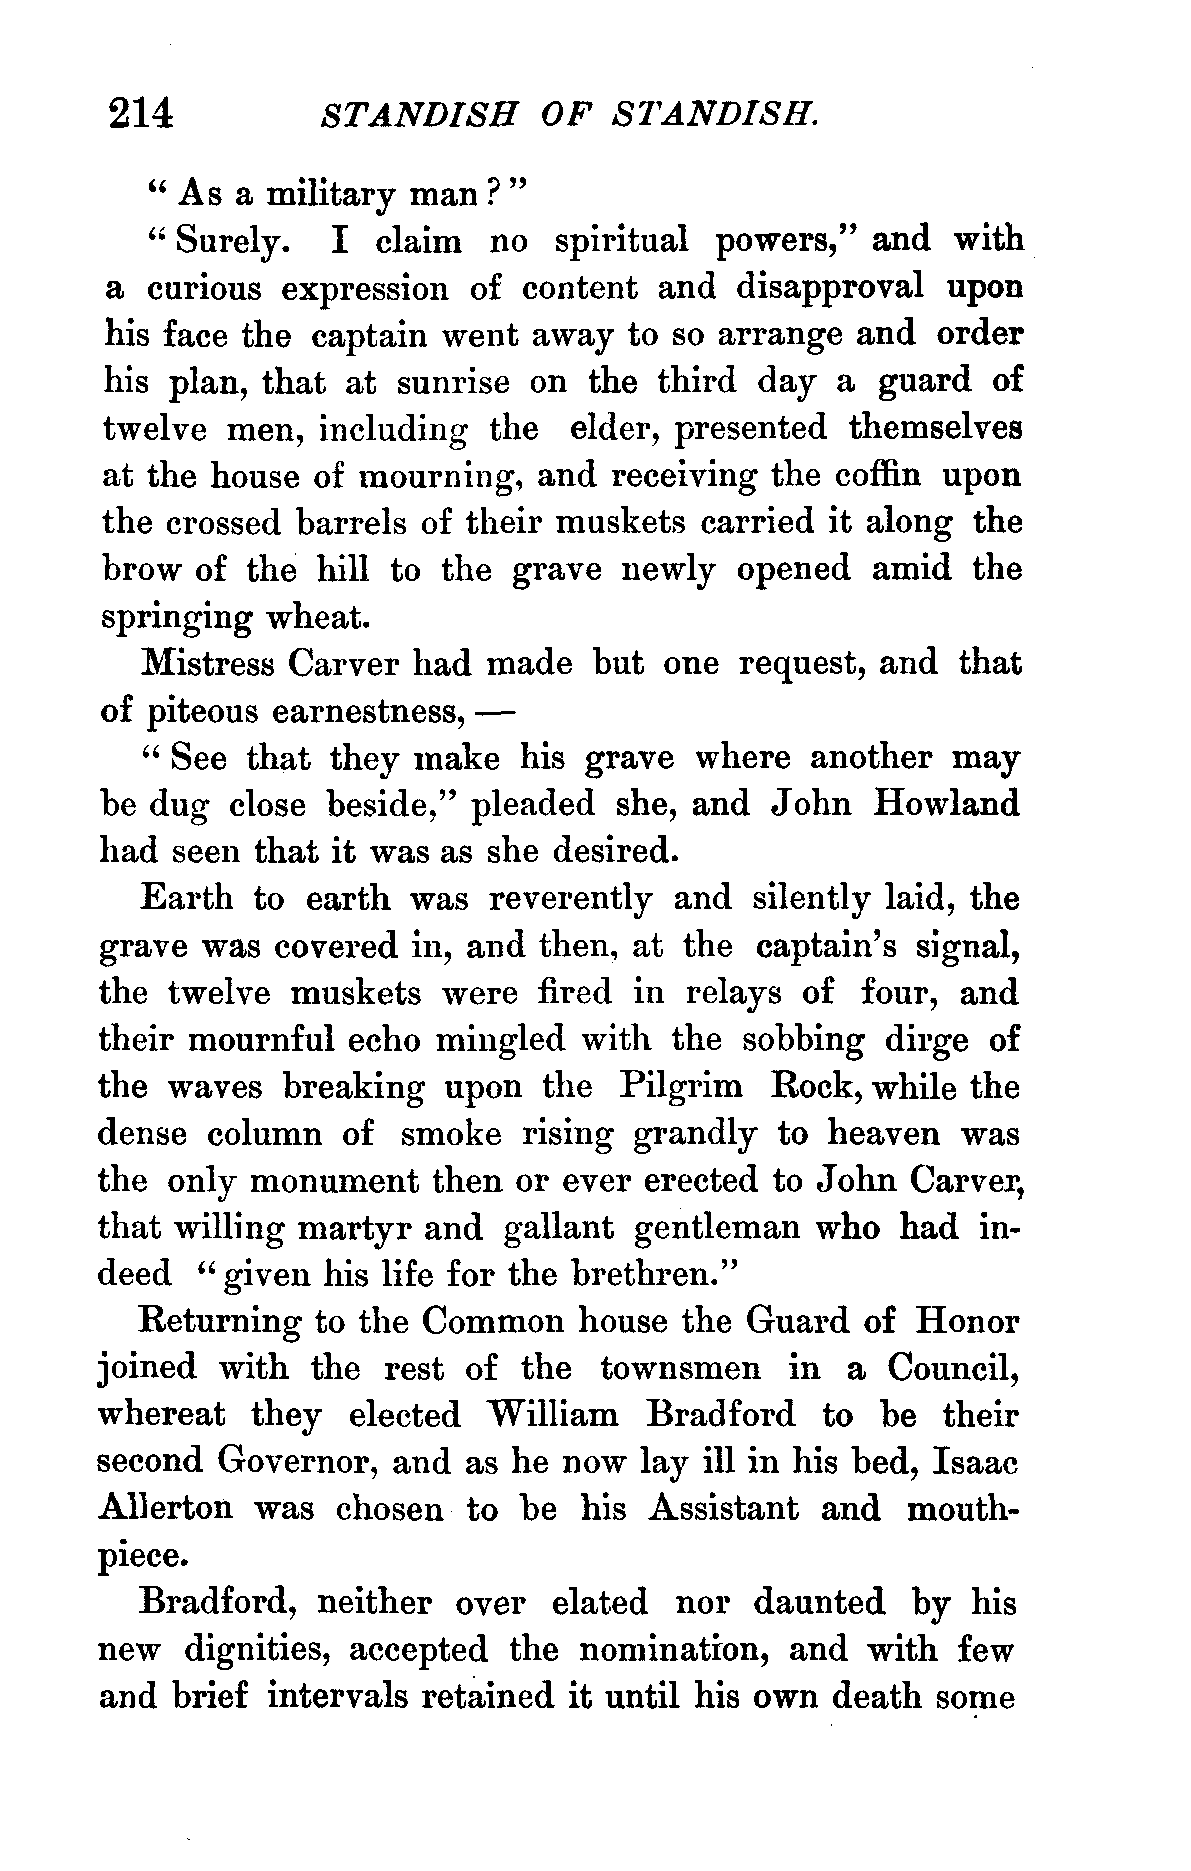 214 STANDISH OF STANDISH.
" As a military man ? "
" Surely. I claim no spiritual powers," and with
a curious expression of content and disapproval upon
his face the captain went away to so arrange and order
his plan, that at sunrise on the third day a guard of
twelve men, including the elder, presented themselves
at the house of mourning, and receiving the coffin upon
the crossed barrels of their muskets carried it along the
brow of the hill to the grave newly opened amid the
springing wheat.
Mistress Carver had made but one request, and that
of piteous earnestness, —
" See that they make his grave where another may
be dug close beside," pleaded she, and John Howland
had seen that it was as she desired.
Earth to earth was reverently and silently laid, the
grave was covered in, and then, at the captain's signal,
the twelve muskets were fired in relays of four, and
their mournful echo mingled with the sobbing dirge of
the waves breaking upon the Pilgrim Rock, while the
dense column of smoke rising grandly to heaven was
the only monument then or ever erected to John Carver,
that willing martyr and gallant gentleman who had in-
deed " given his life for the brethren."
Returning to the Common house the Guard of Honor
joined with the rest of the townsmen in a Council,
whereat they elected William Bradford to be their
second Governor, and as he now lay ill in his bed, Isaac
Allerton was chosen to be his Assistant and mouth-
piece.
Bradford, neither over elated nor daunted by his
new dignities, accepted the nomination, and with few
and brief intervals retained it until his own death some